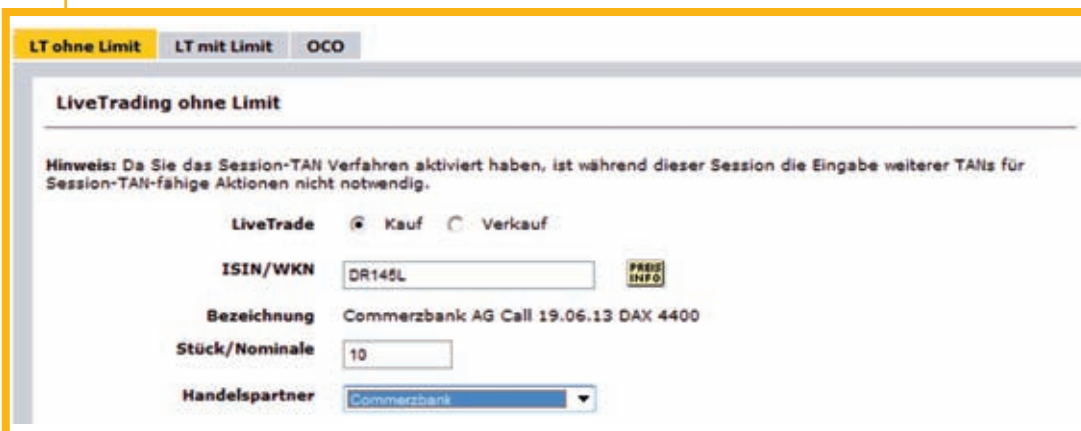 LT ohne Limit LT mit Limit OCO
LiveTrading ohne Limit
Hinweis: Da Sie das Session-TAN Verfahren aktiviert haben, ist während dieser Session die Eingabe weiterer TANs für
Session-TAN-fähige Aktionen nicht notwendig.
LiveTrade Kauf Verkauf
ISIN/WKN DR145L PREIS
INFO
Bezeichnung Commerzbank AG Call 19.06.13 DAX 4400
Stück/Nominale 10
Handelspartner Commerzbank